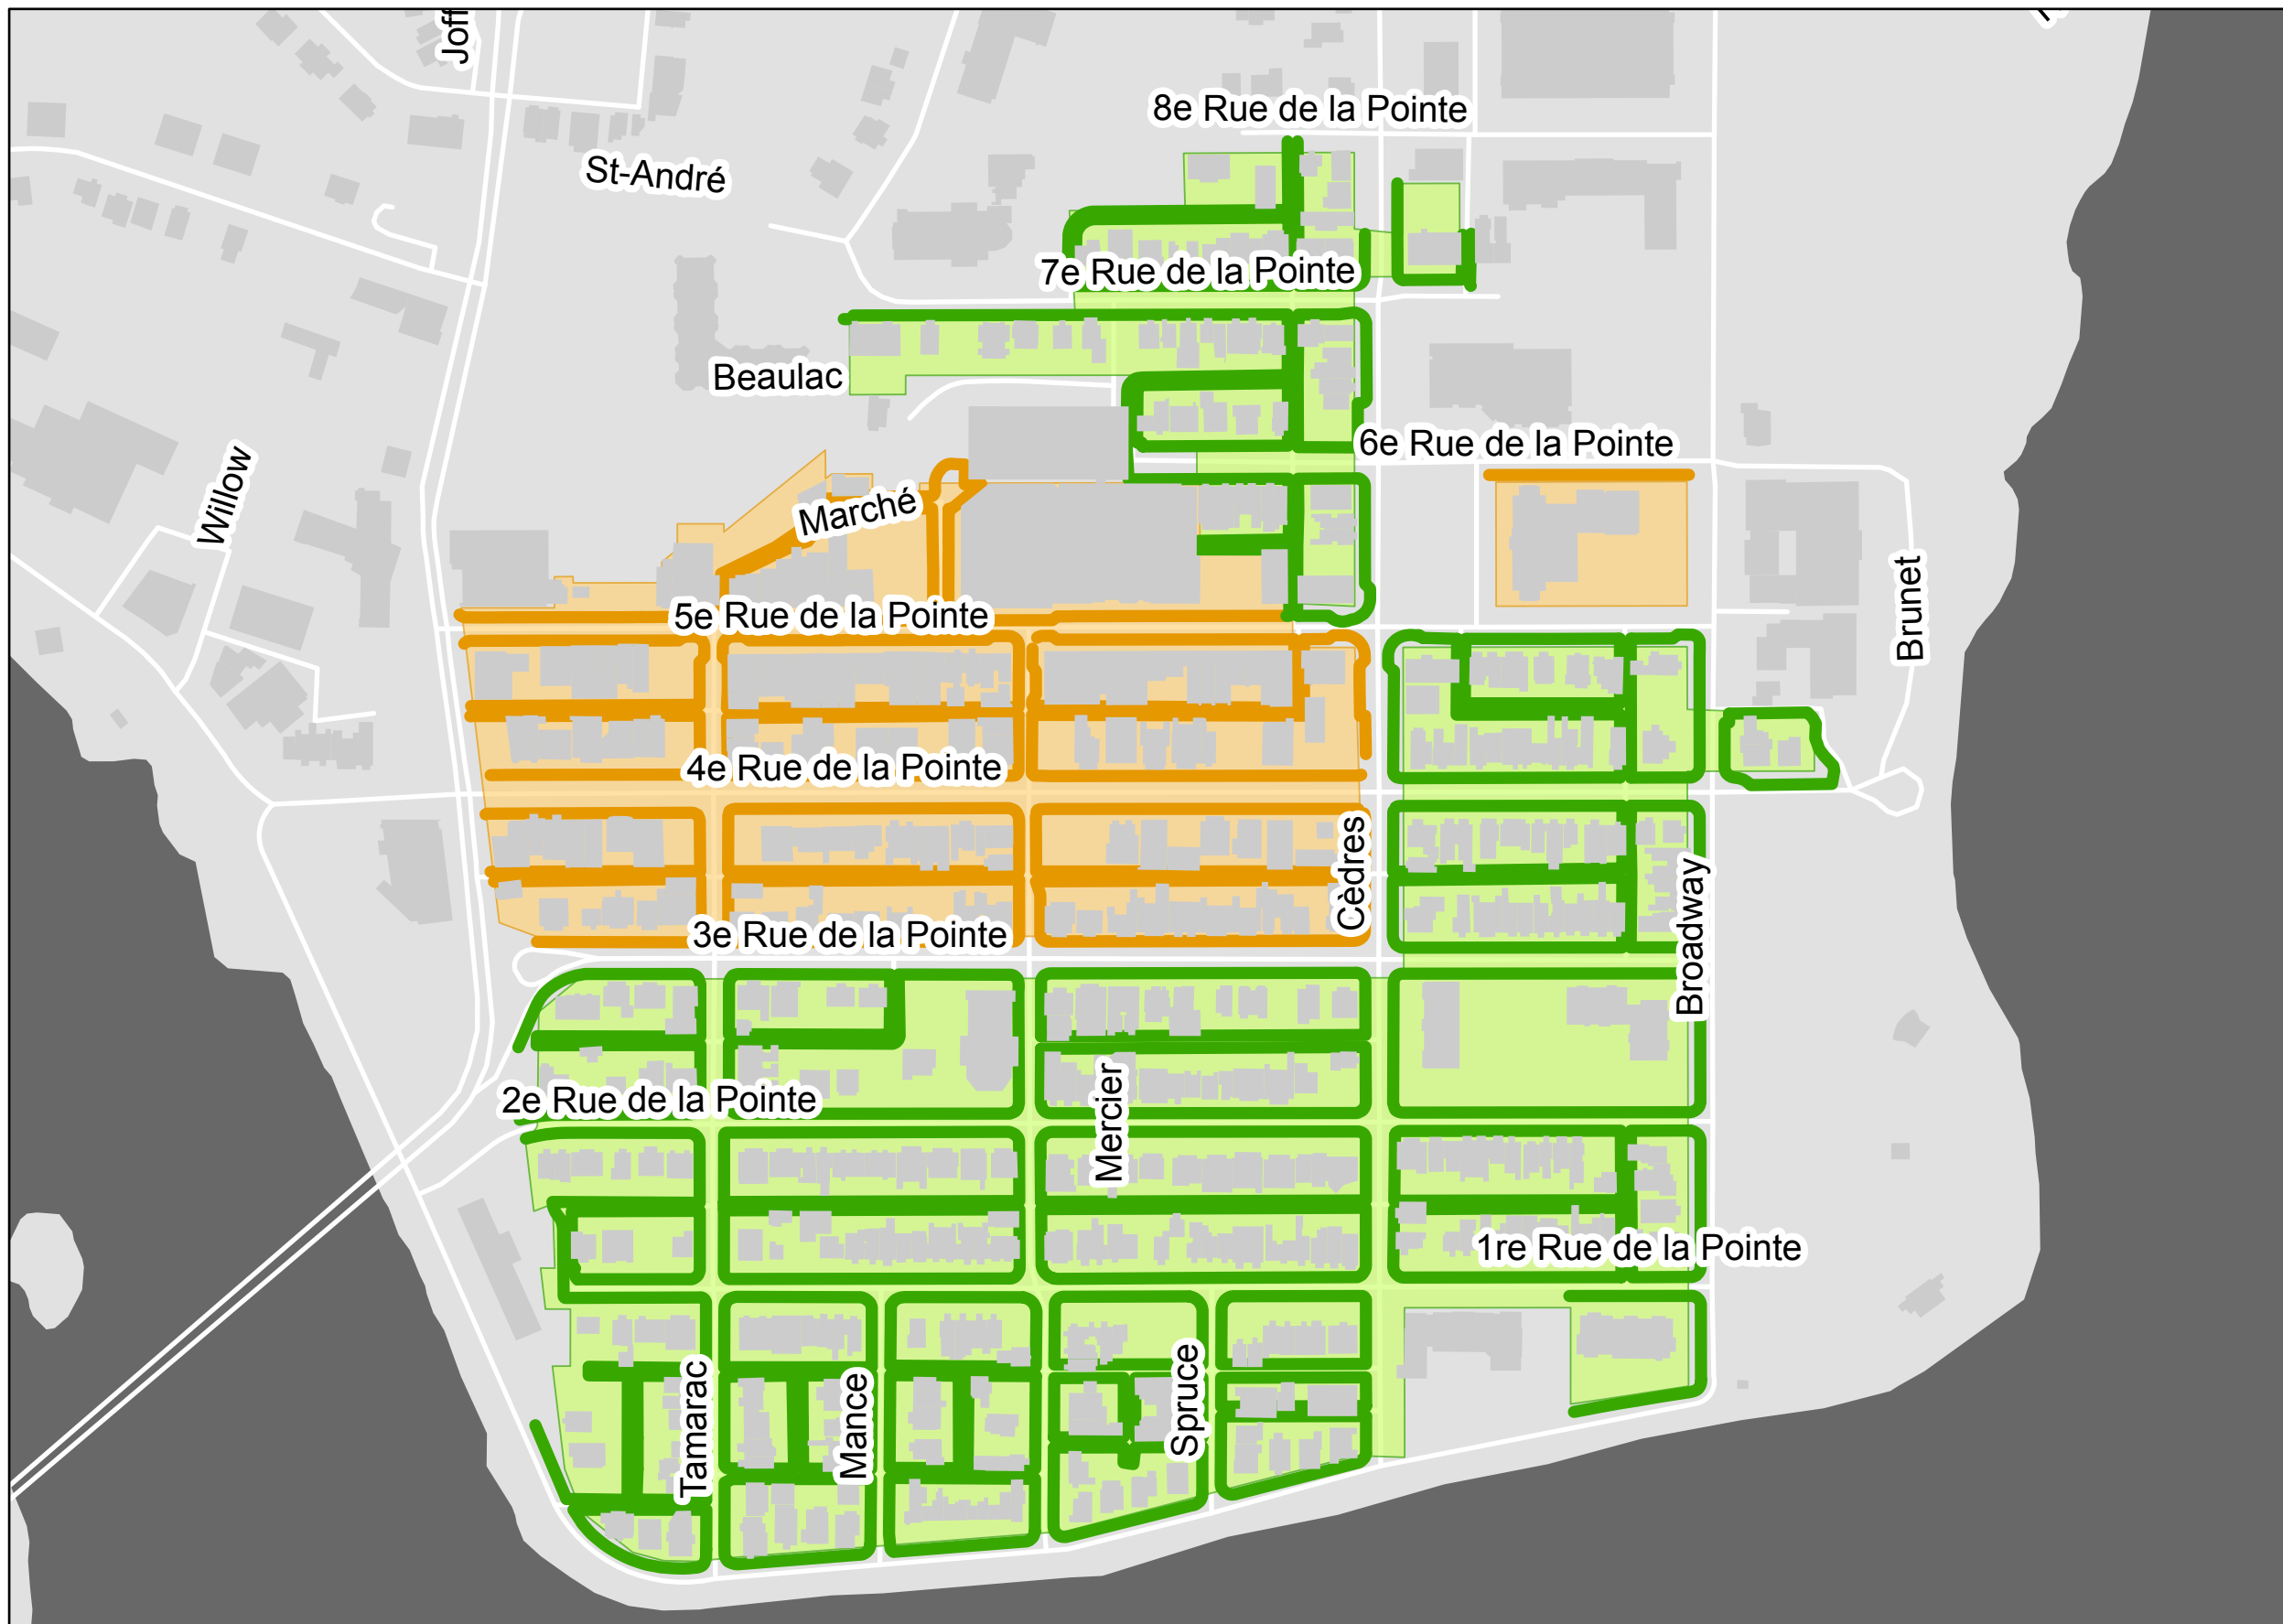 Joff
8e Rue de la Pointe
St-André
7e Rue de la Pointe
Beaulac
6e Rue de la Pointe
Willow
Marché
5e Rue de la Pointe
Brunet
4e Rue de la Pointe
Cèdres
3e Rue de la Pointe
Broadway
2e Rue de la Pointe
Mercier
1re Rue de la Pointe
Tamarac
Mance
Spruce